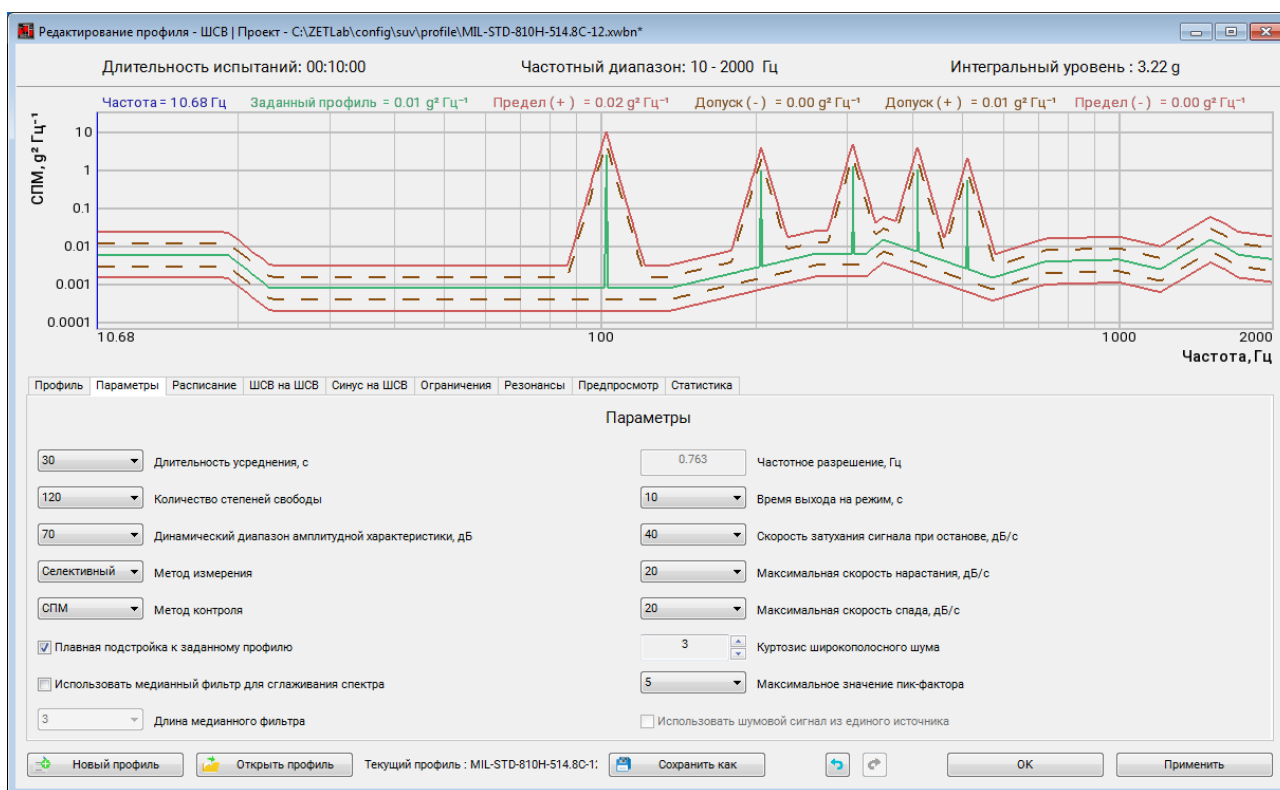 Редактирование профиля - ШСВ | Проект - C:\ZETLab\config\suv\profile\MIL-STD-810H-514.8C-12.xwbn*
Длительность испытаний: 00:10:00 Частотный диапазон: 10 - 2000 Гц Интегральный уровень : 3.22 g
Частота = 10.68 Гц Заданный профиль = 0.01 g² Гц⁻¹ Предел (+) = 0.02 g² Гц⁻¹ Допуск (-) = 0.00 g² Гц⁻¹ Допуск (+) = 0.01 g² Гц⁻¹ Предел (-) = 0.00 g² Гц⁻¹
СПМ, g² Гц⁻¹
10
1
0.1
0.01
0.001
0.0001
10.68 100 1000 2000
Частота, Гц
Профиль Параметры Расписание ШСВ на ШСВ Синус на ШСВ Ограничения Резонансы Предпросмотр Статистика
Параметры
30 Длительность усреднения, с 0.763 Частотное разрешение, Гц
120 Количество степеней свободы 10 Время выхода на режим, с
70 Динамический диапазон амплитудной характеристики, дБ 40 Скорость затухания сигнала при останове, дБ/с
Селективный Метод измерения 20 Максимальная скорость нарастания, дБ/с
СПМ Метод контроля 20 Максимальная скорость спада, дБ/с
Плавная подстройка к заданному профилю 3 Куртозис широкополосного шума
Использовать медианный фильтр для сглаживания спектра 5 Максимальное значение пик-фактора
3 Длина медианного фильтра Использовать шумовой сигнал из единого источника
Новый профиль Открыть профиль Текущий профиль : MIL-STD-810H-514.8C-1: Сохранить как OK Применить